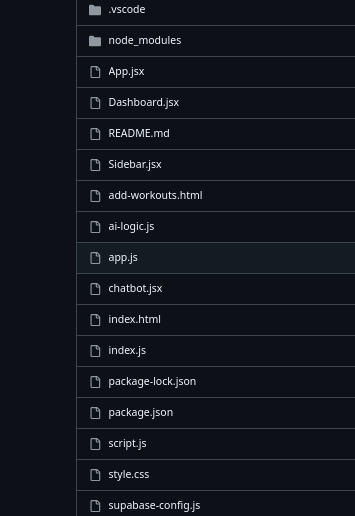 .vscode
node_modules
App.jsx
Dashboard.jsx
README.md
Sidebar.jsx
add-workouts.html
ai-logic.js
app.js
chatbot.jsx
index.html
index.js
package-lock.json
package.json
script.js
style.css
supabase-config.js